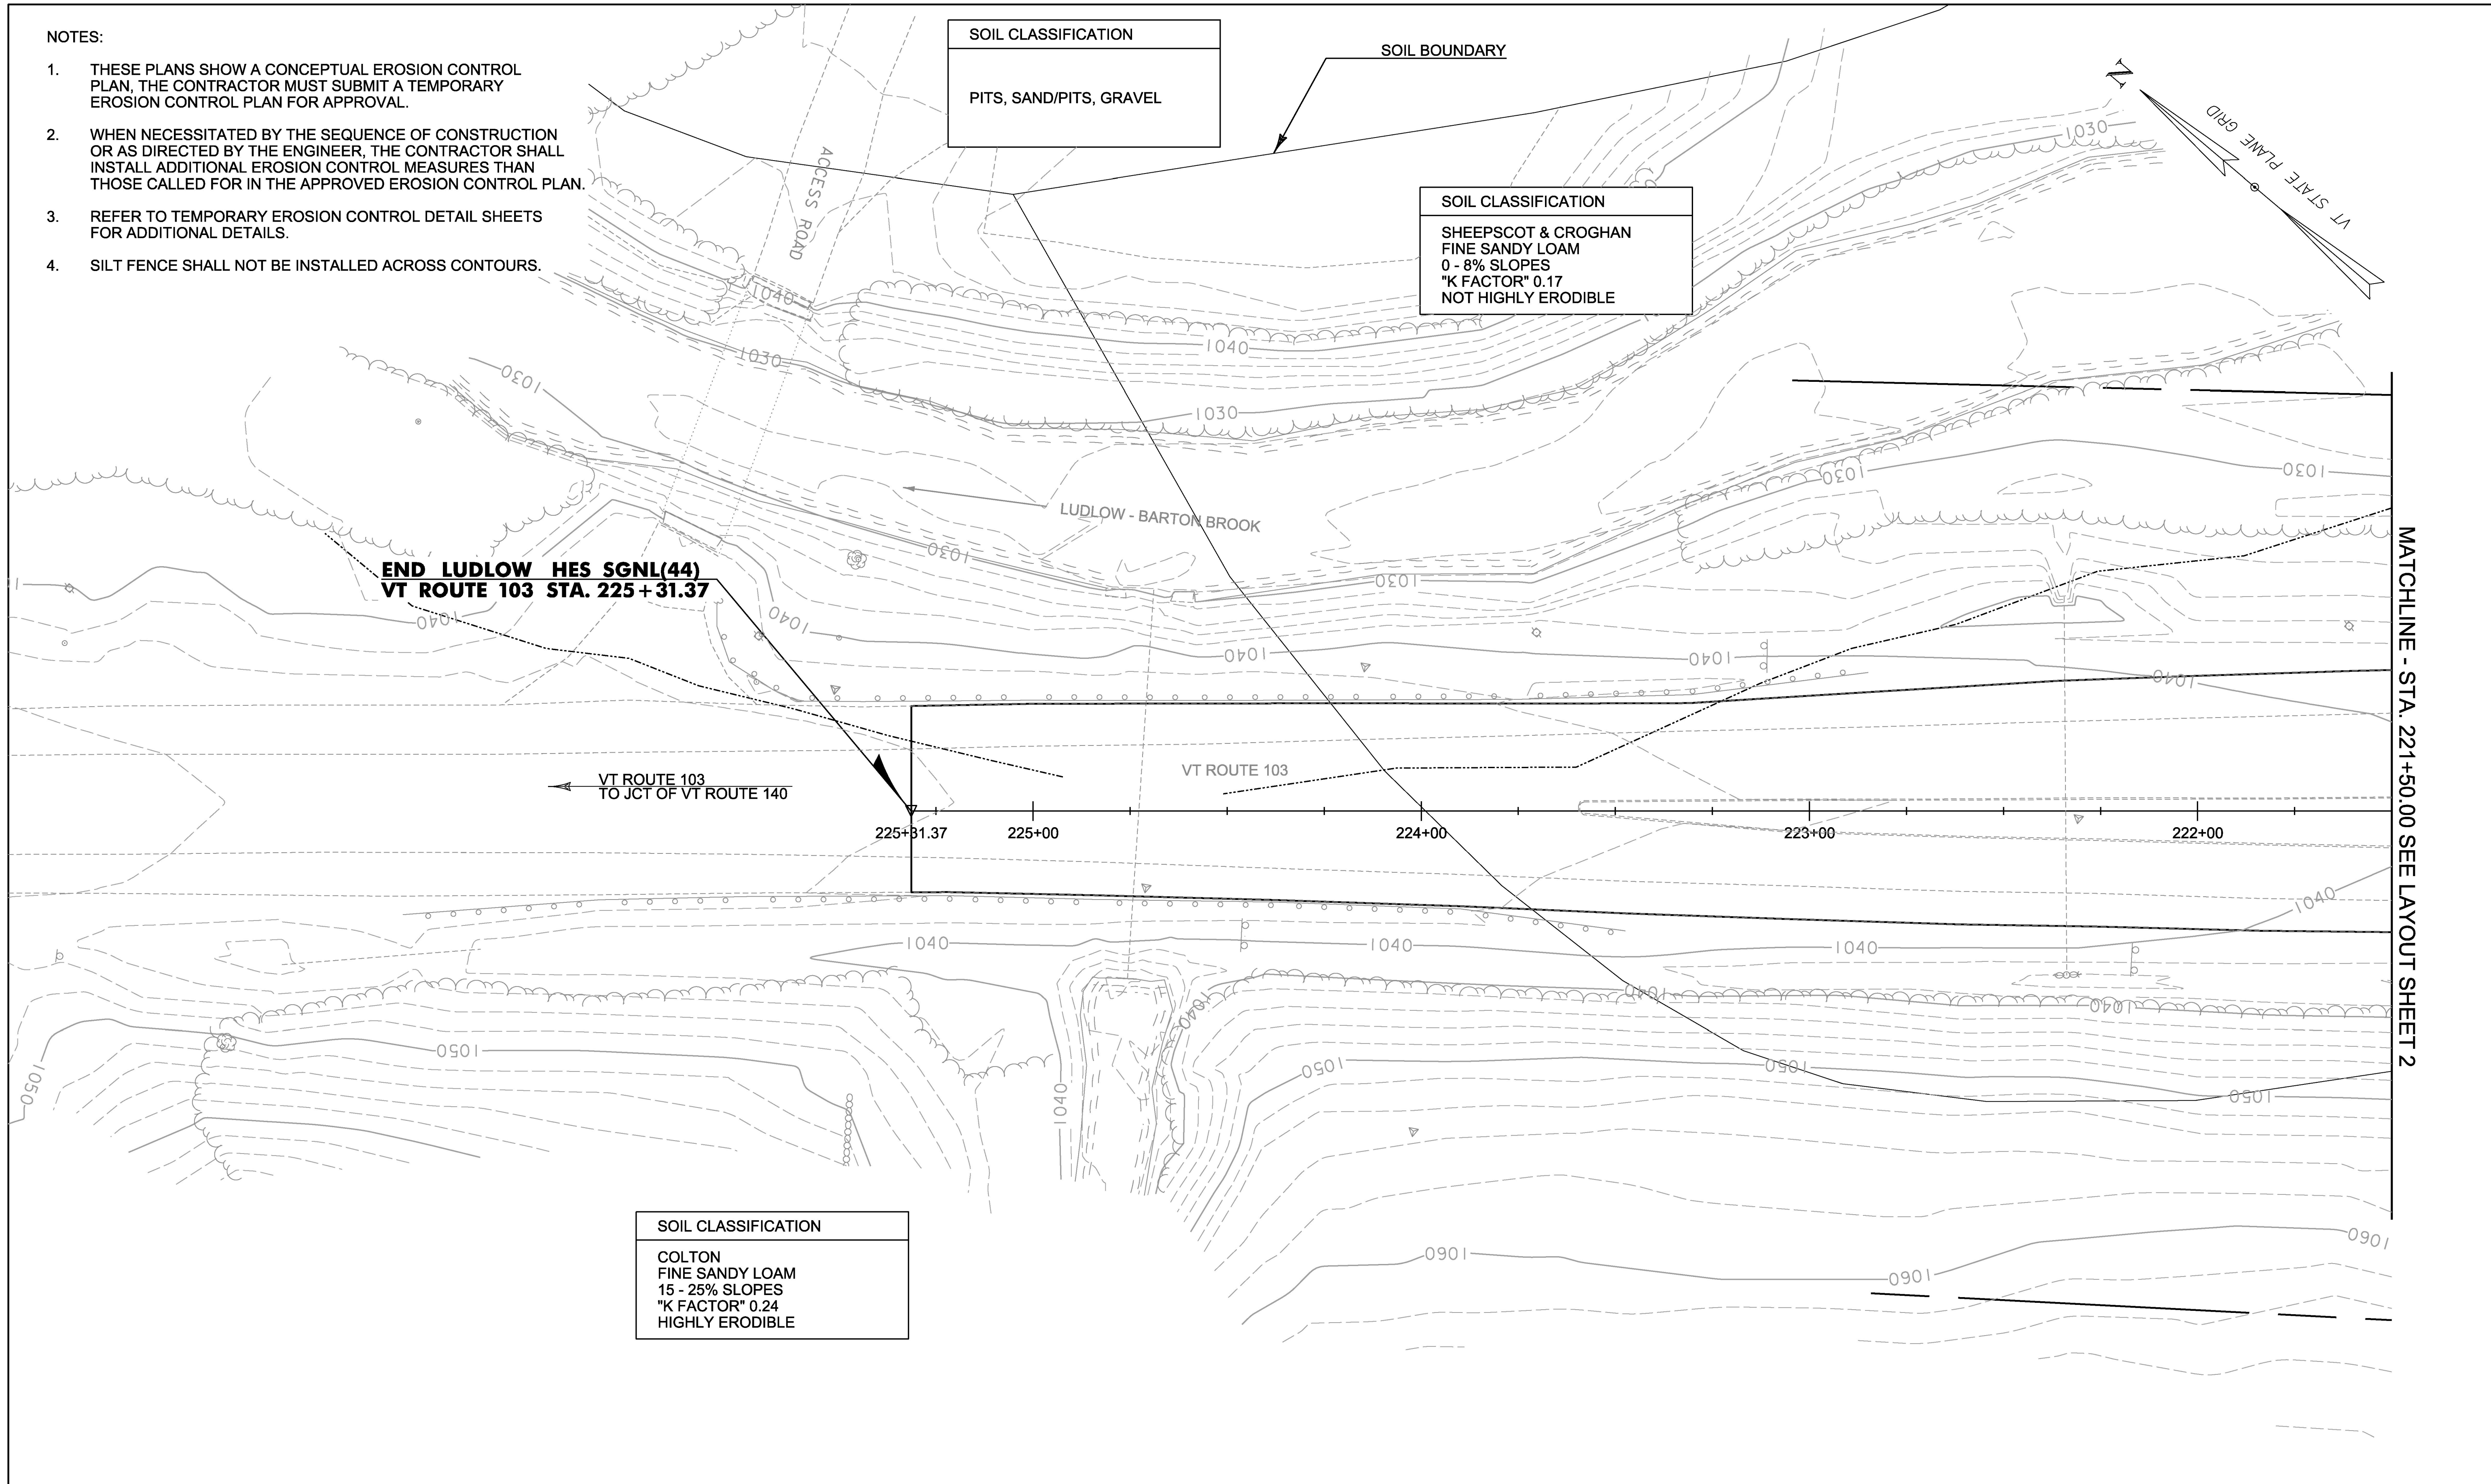 NOTES:
1. THESE PLANS SHOW A CONCEPTUAL EROSION CONTROL
PLAN, THE CONTRACTOR MUST SUBMIT A TEMPORARY
EROSION CONTROL PLAN FOR APPROVAL.
2. WHEN NECESSITATED BY THE SEQUENCE OF CONSTRUCTION
OR AS DIRECTED BY THE ENGINEER, THE CONTRACTOR SHALL
INSTALL ADDITIONAL EROSION CONTROL MEASURES THAN
THOSE CALLED FOR IN THE APPROVED EROSION CONTROL PLAN.
3. REFER TO TEMPORARY EROSION CONTROL DETAIL SHEETS
FOR ADDITIONAL DETAILS.
4. SILT FENCE SHALL NOT BE INSTALLED ACROSS CONTOURS.
SOIL CLASSIFICATION
PITS, SAND/PITS, GRAVEL
SOIL BOUNDARY
N
VT STATE PLANE GRID
ACCESS ROAD
1030
SOIL CLASSIFICATION
SHEEPSCOT & CROGHAN
FINE SANDY LOAM
0 - 8% SLOPES
"K FACTOR" 0.17
NOT HIGHLY ERODIBLE
1040
1040
1030
1030
1030
1030
1030
LUDLOW - BARTON BROOK
1030
1030
END LUDLOW HES SGNL(44)
VT ROUTE 103 STA. 225+31.37
1040
1040
1040
1040
1040
VT ROUTE 103
TO JCT OF VT ROUTE 140
VT ROUTE 103
225+31.37
225+00
224+00
223+00
222+00
MATCHLINE - STA. 221+50.00 SEE LAYOUT SHEET 2
1040
1040
1040
1040
1040
1040
1040
1050
1050
1050
1050
1050
1040
SOIL CLASSIFICATION
COLTON
FINE SANDY LOAM
15 - 25% SLOPES
"K FACTOR" 0.24
HIGHLY ERODIBLE
1060
1060
1060